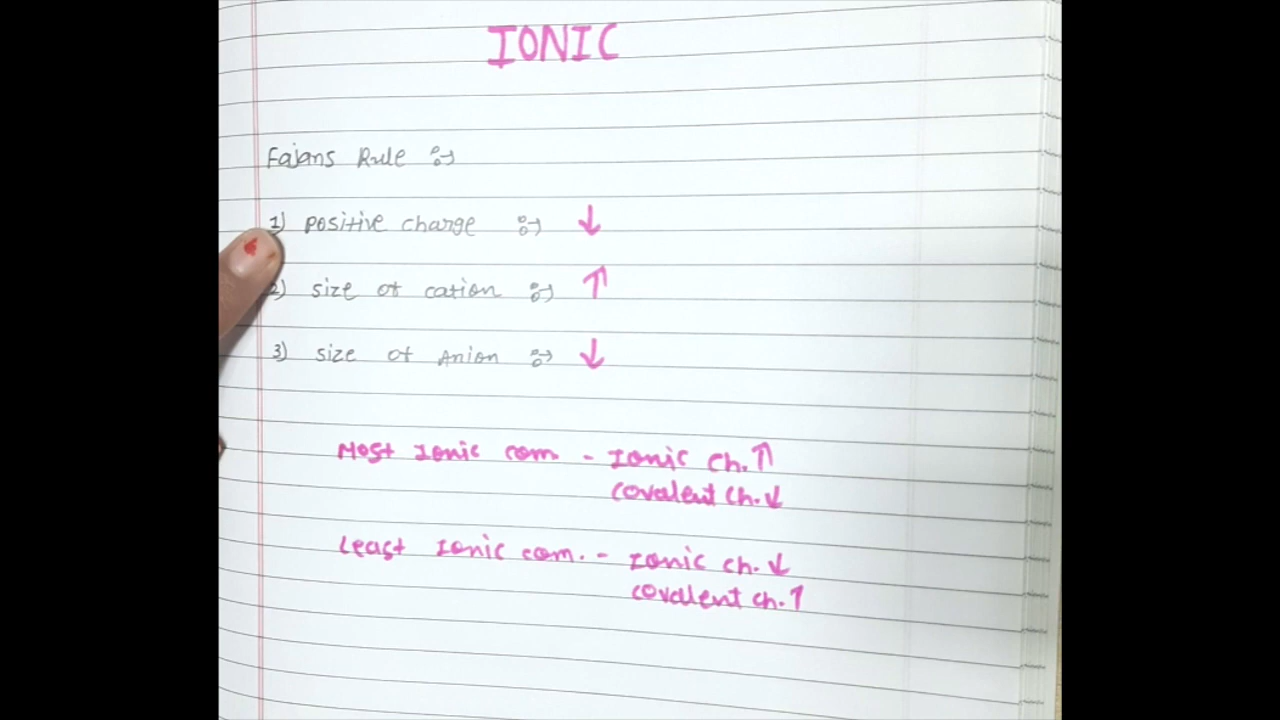 IONIC
Fajans Rule :-
1) positive charge :- ↓
2) size of cation :- ↑
3) size of Anion :- ↓
Most Ionic com. - Ionic ch. ↑
covalent ch. ↓
Least Ionic com. - Ionic ch. ↓
covalent ch. ↑